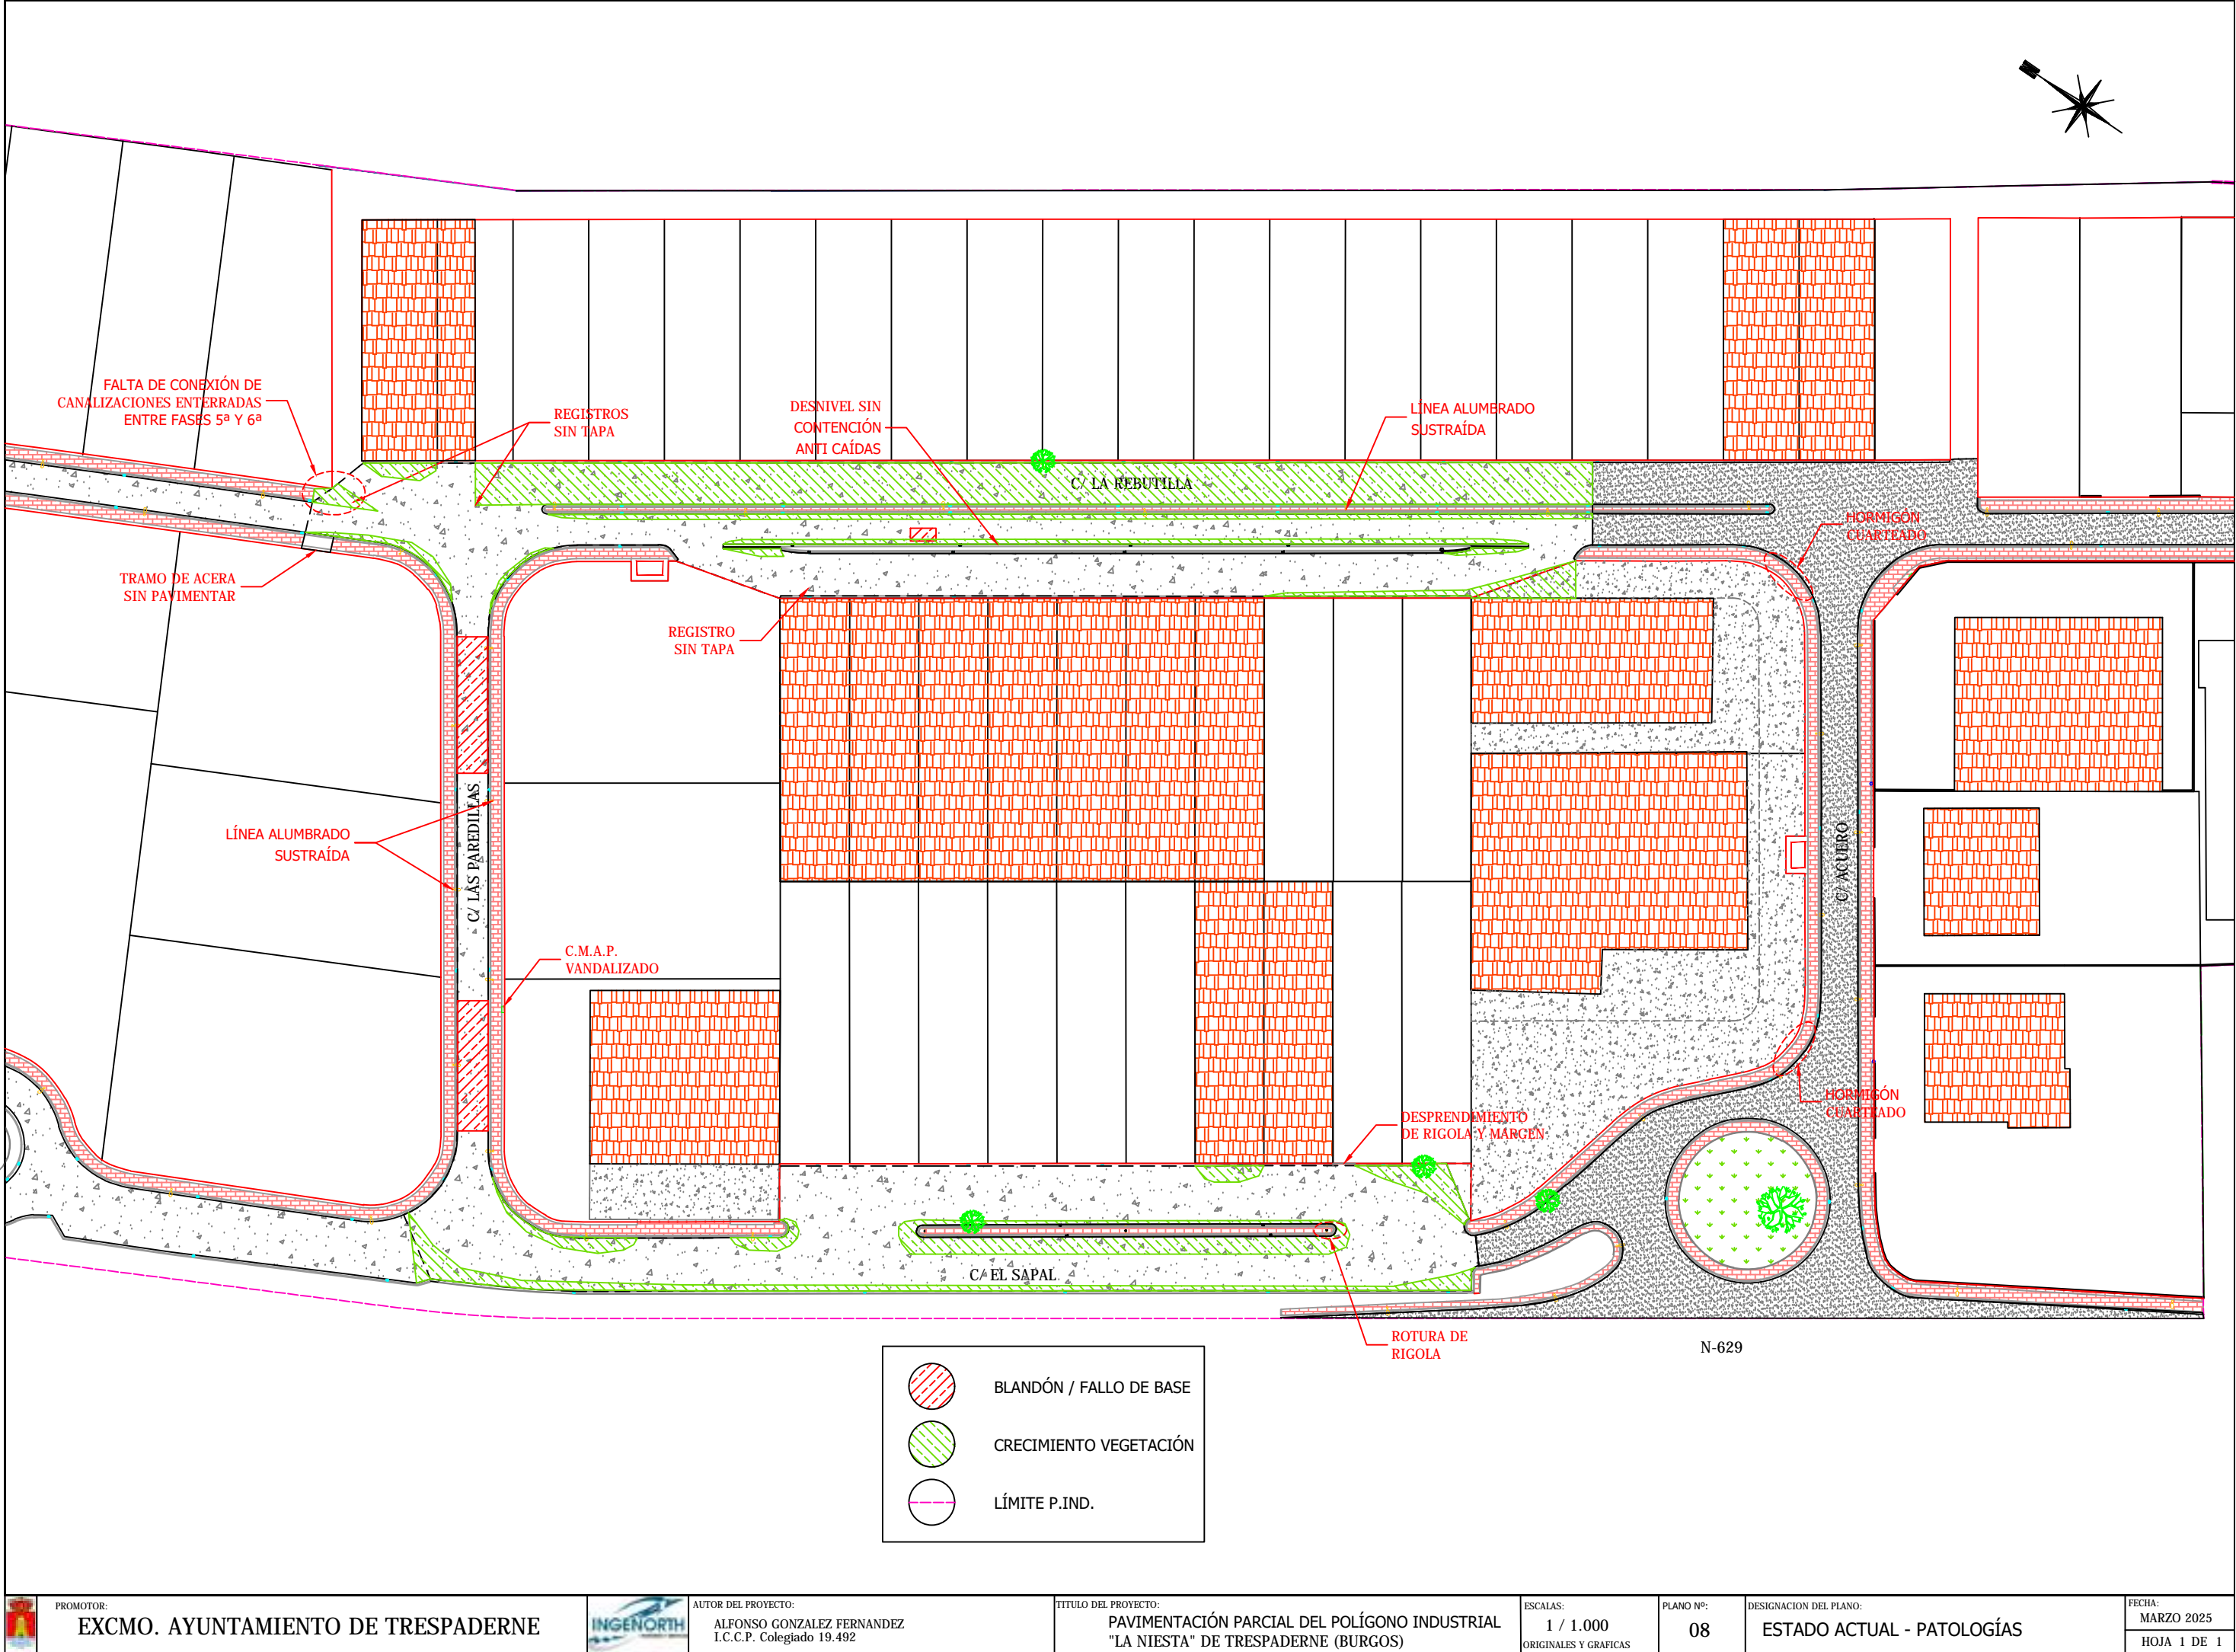 FALTA DE CONEXIÓN DE
CANALIZACIONES ENTERRADAS
ENTRE FASES 5ª Y 6ª
REGISTROS
SIN TAPA
DESNIVEL SIN
CONTENCIÓN
ANTI CAÍDAS
LÍNEA ALUMBRADO
SUSTRAÍDA
C/ LA REBUTILLA
HORMIGÓN
CUARTEADO
TRAMO DE ACERA
SIN PAVIMENTAR
REGISTRO
SIN TAPA
LÍNEA ALUMBRADO
SUSTRAÍDA
C/ LAS PAREDILLAS
C/ ACUERO
C.M.A.P.
VANDALIZADO
DESPRENDIMIENTO
DE RIGOLA Y MARGEN
HORMIGÓN
CUARTEADO
C/ EL SAPAL
ROTURA DE
RIGOLA
N-629
BLANDÓN / FALLO DE BASE
CRECIMIENTO VEGETACIÓN
LÍMITE P.IND.
PROMOTOR:
EXCMO. AYUNTAMIENTO DE TRESPADERNE
INGENORTH
AUTOR DEL PROYECTO:
ALFONSO GONZALEZ FERNANDEZ
I.C.C.P. Colegiado 19.492
TITULO DEL PROYECTO:
PAVIMENTACIÓN PARCIAL DEL POLÍGONO INDUSTRIAL
"LA NIESTA" DE TRESPADERNE (BURGOS)
ESCALAS:
1 / 1.000
ORIGINALES Y GRAFICAS
PLANO Nº:
08
DESIGNACION DEL PLANO:
ESTADO ACTUAL - PATOLOGÍAS
FECHA:
MARZO 2025
HOJA 1 DE 1